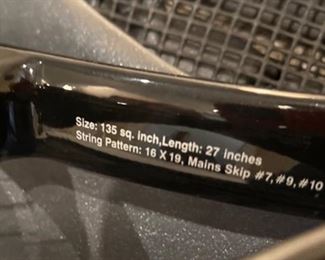 Size: 135 sq. inch,Length: 27 inches
String Pattern: 16 X 19, Mains Skip #7,#9,#10